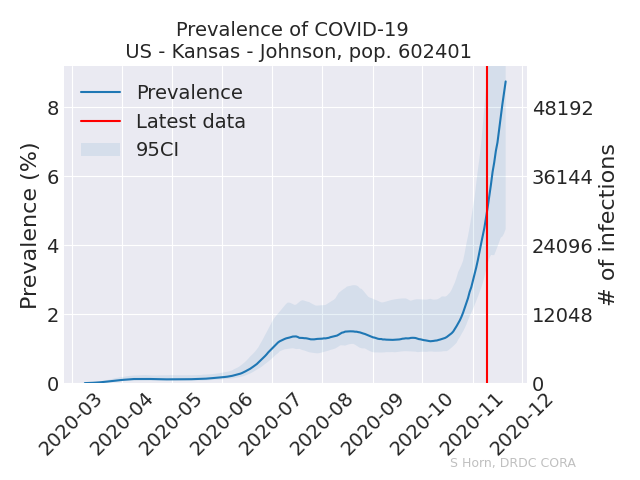 Prevalence of COVID-19
US - Kansas - Johnson, pop. 602401
Prevalence
Latest data
95CI
Prevalence (%)
8
6
4
2
0
# of infections
48192
36144
24096
12048
0
2020-03
2020-04
2020-05
2020-06
2020-07
2020-08
2020-09
2020-10
2020-11
2020-12
S Horn, DRDC CORA